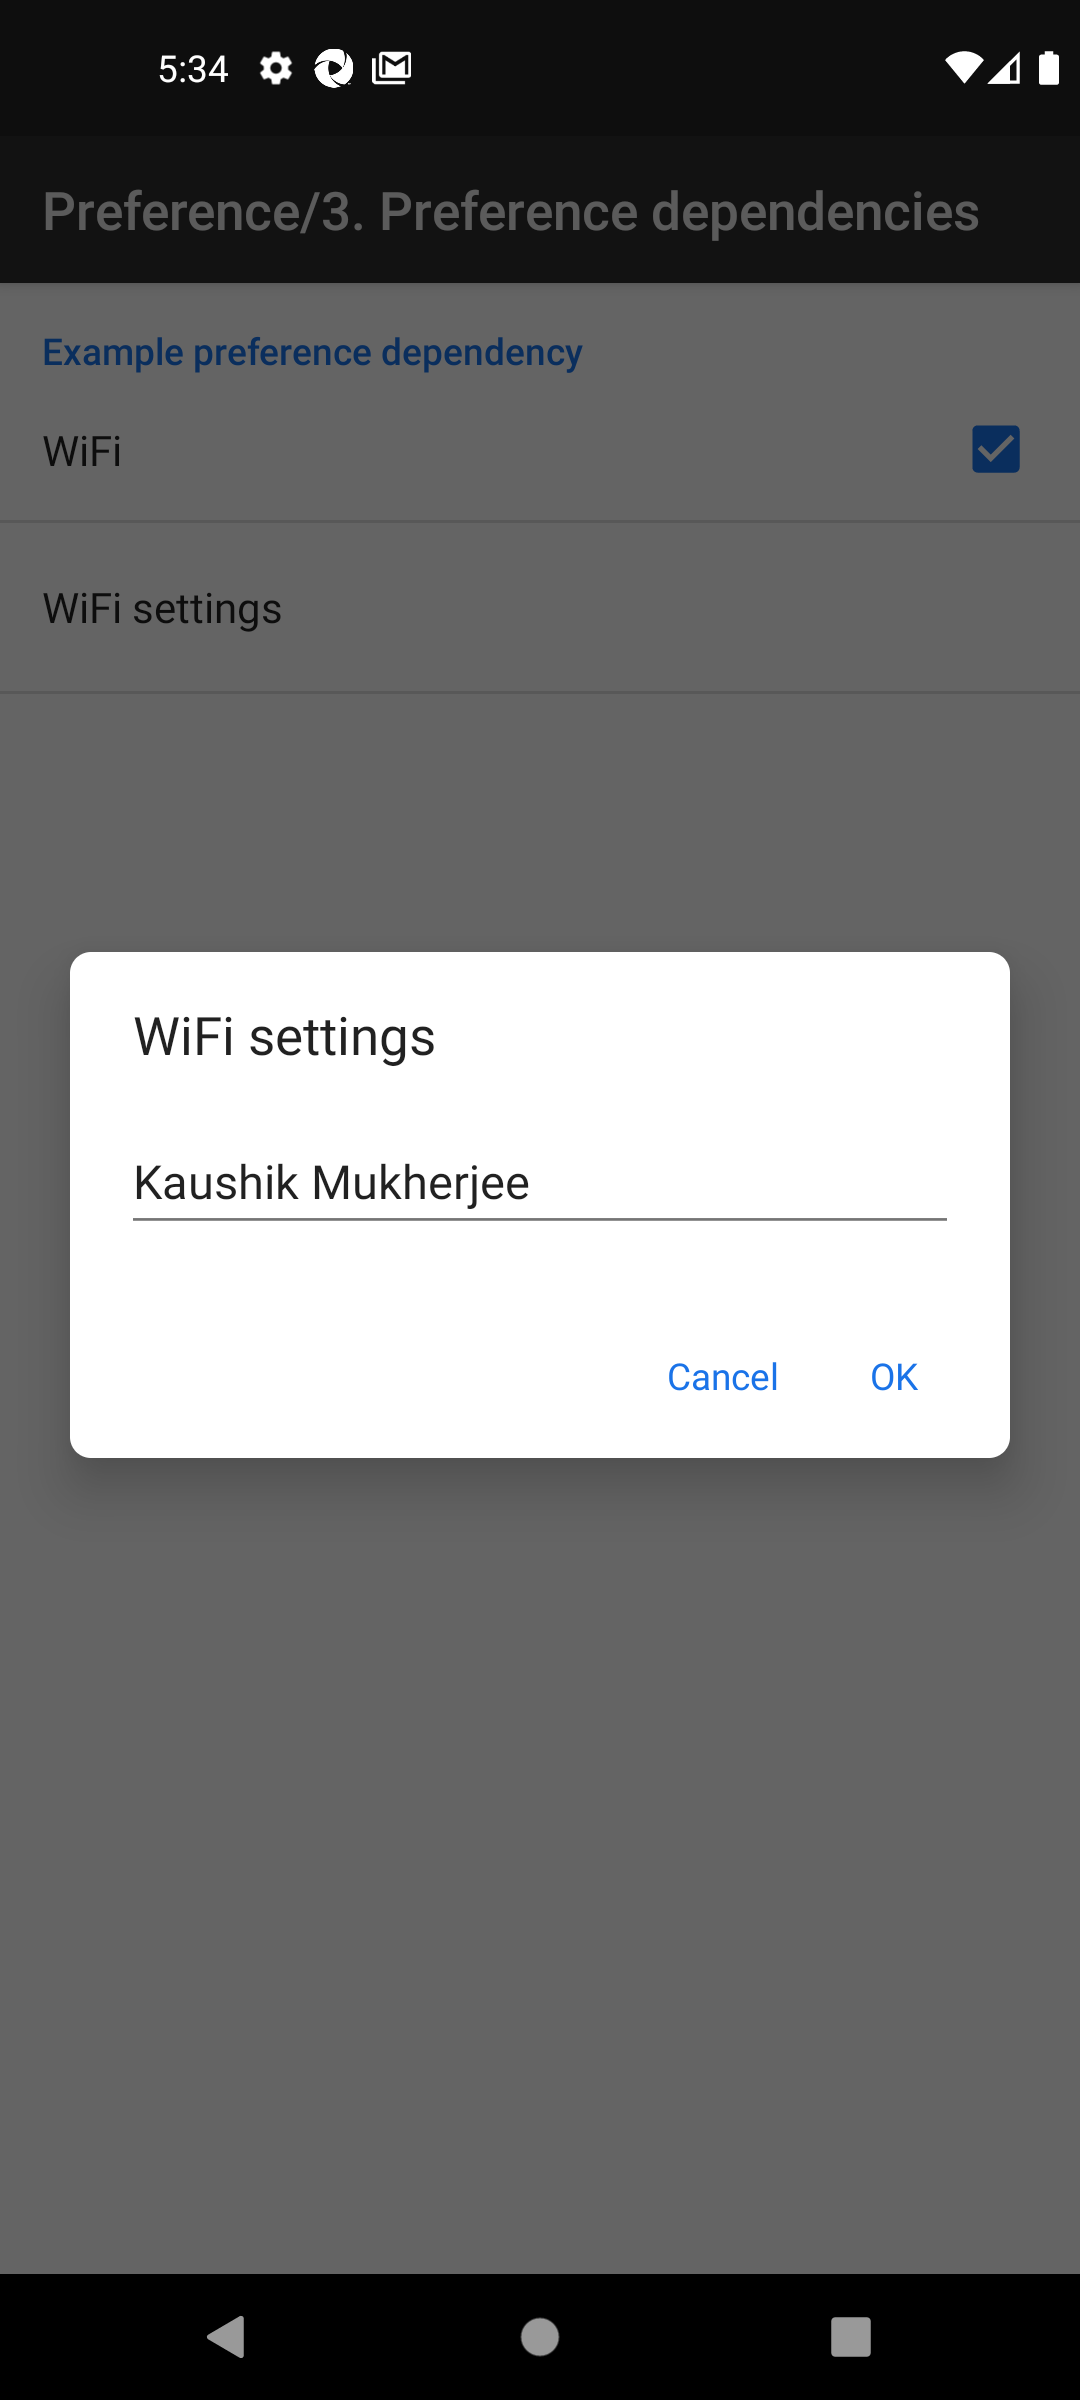 5:34
Preference/3. Preference dependencies
Example preference dependency
WiFi
WiFi settings
WiFi settings
Kaushik Mukherjee
Cancel OK